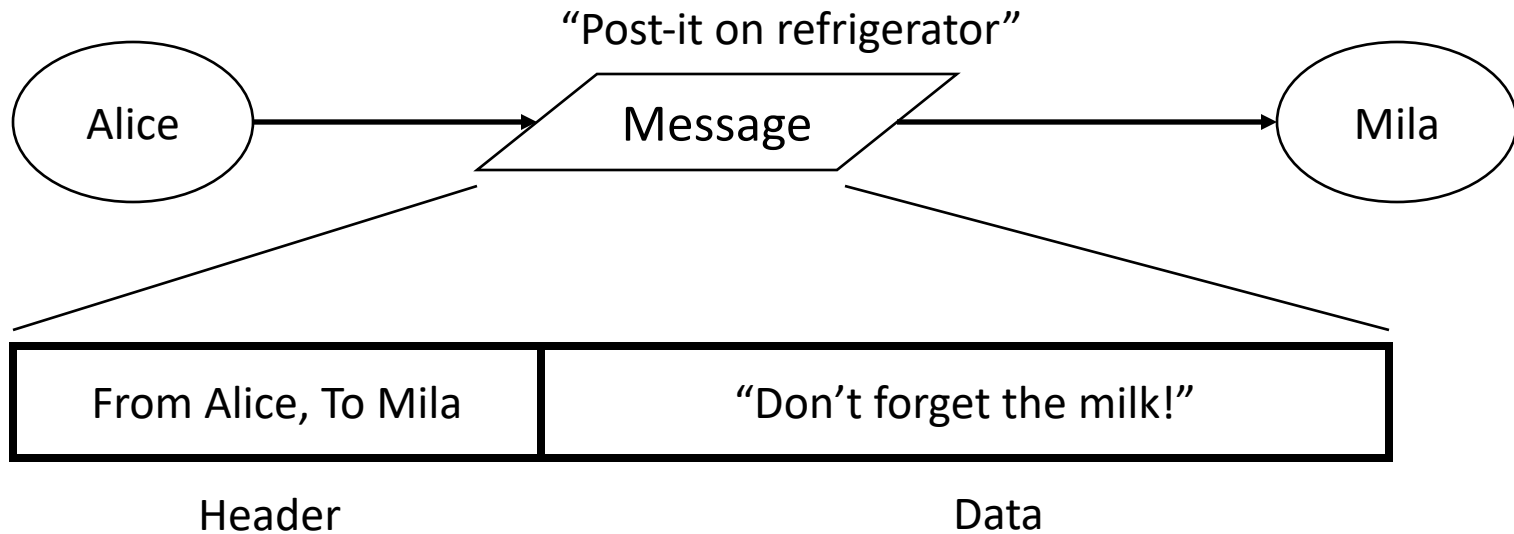 “Post-it on refrigerator”
Alice
Message
Mila
From Alice, To Mila
“Don’t forget the milk!”
Header
Data